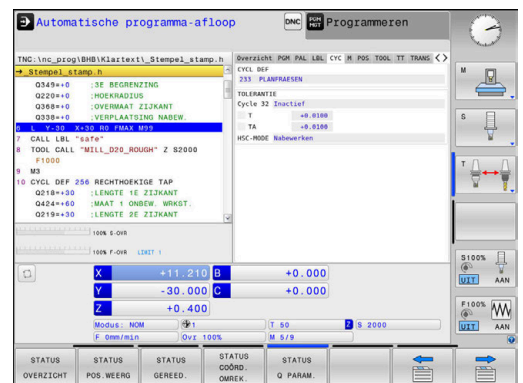 Automatische programma-afloop
DNC
PGM MGT
Programmeren
TNC:\nc_prog\BHB\Klartext\_Stempel_stamp.h
→_Stempel_stamp.h
Q349=+0 ;3E BEGRENZING
Q220=+0 ;HOEKRADIUS
Q368=+0 ;OVERMAAT ZIJKANT
Q338=+0 ;VERPLAATSING NABEW.
6 L Y-30 X+30 R0 FMAX M99
7 CALL LBL "safe"
8 TOOL CALL "MILL_D20_ROUGH" Z S2000
F1000
9 M3
10 CYCL DEF 256 RECHTHOEKIGE TAP
Q218=+30 ;LENGTE 1E ZIJKANT
Q424=+60 ;MAAT 1 ONBEW. WRKST.
Q219=+30 ;LENGTE 2E ZIJKANT
100% S-OVR
100% F-OVR LIMIT 1
Overzicht PGM PAL LBL CYC M POS TOOL TT TRANS
CYCL DEF
233 PLANFRAESEN
TOLERANTIE
Cycle 32 Inactief
T +0.0100
TA +0.0100
HSC-MODE Nabewerken
X +11.210 B +0.000
Y -30.000 C +0.000
Z +0.400
Modus: NOM 1 T 50 Z S 2000
F 0mm/min Ovr 100% M 5/9
M
S
T
S100%
UIT AAN
F100%
UIT AAN
STATUS OVERZICHT
STATUS POS.WEERG
STATUS GEREED.
STATUS COÖRD. OMREK.
STATUS Q PARAM.